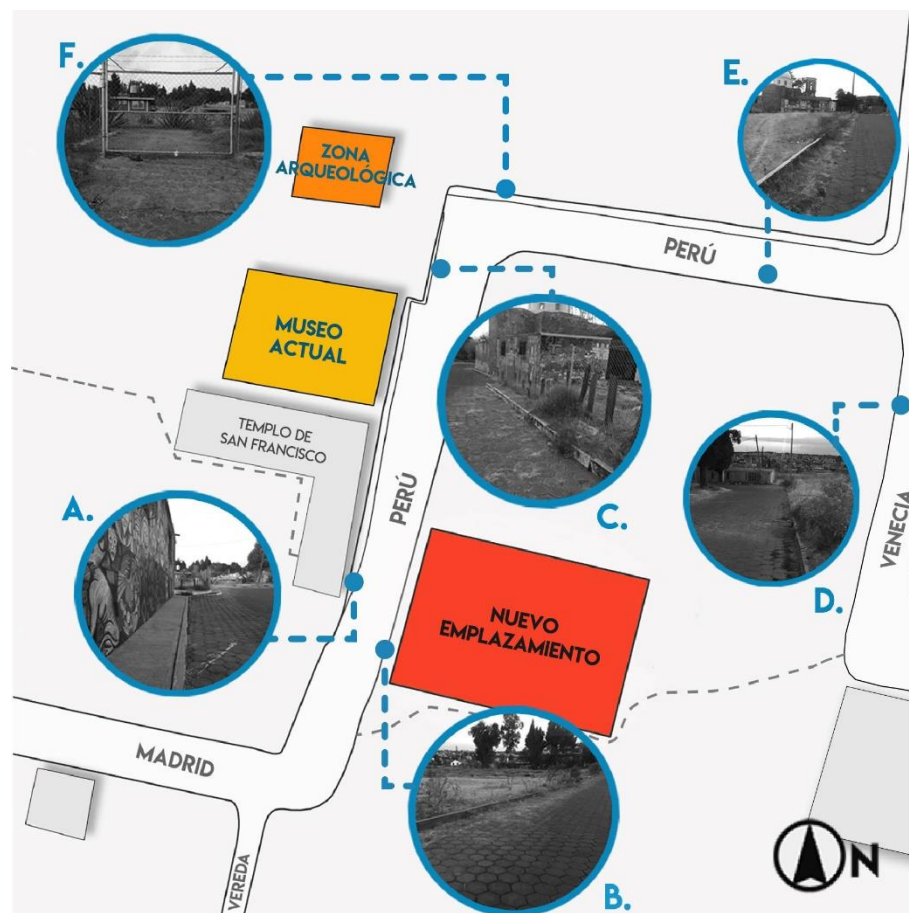 F.
E.
ZONA
ARQUEOLÓGICA
PERÚ
MUSEO
ACTUAL
TEMPLO DE
SAN FRANCISCO
PERÚ
C.
A.
D.
VENECIA
NUEVO
EMPLAZAMIENTO
MADRID
VEREDA
B.
N